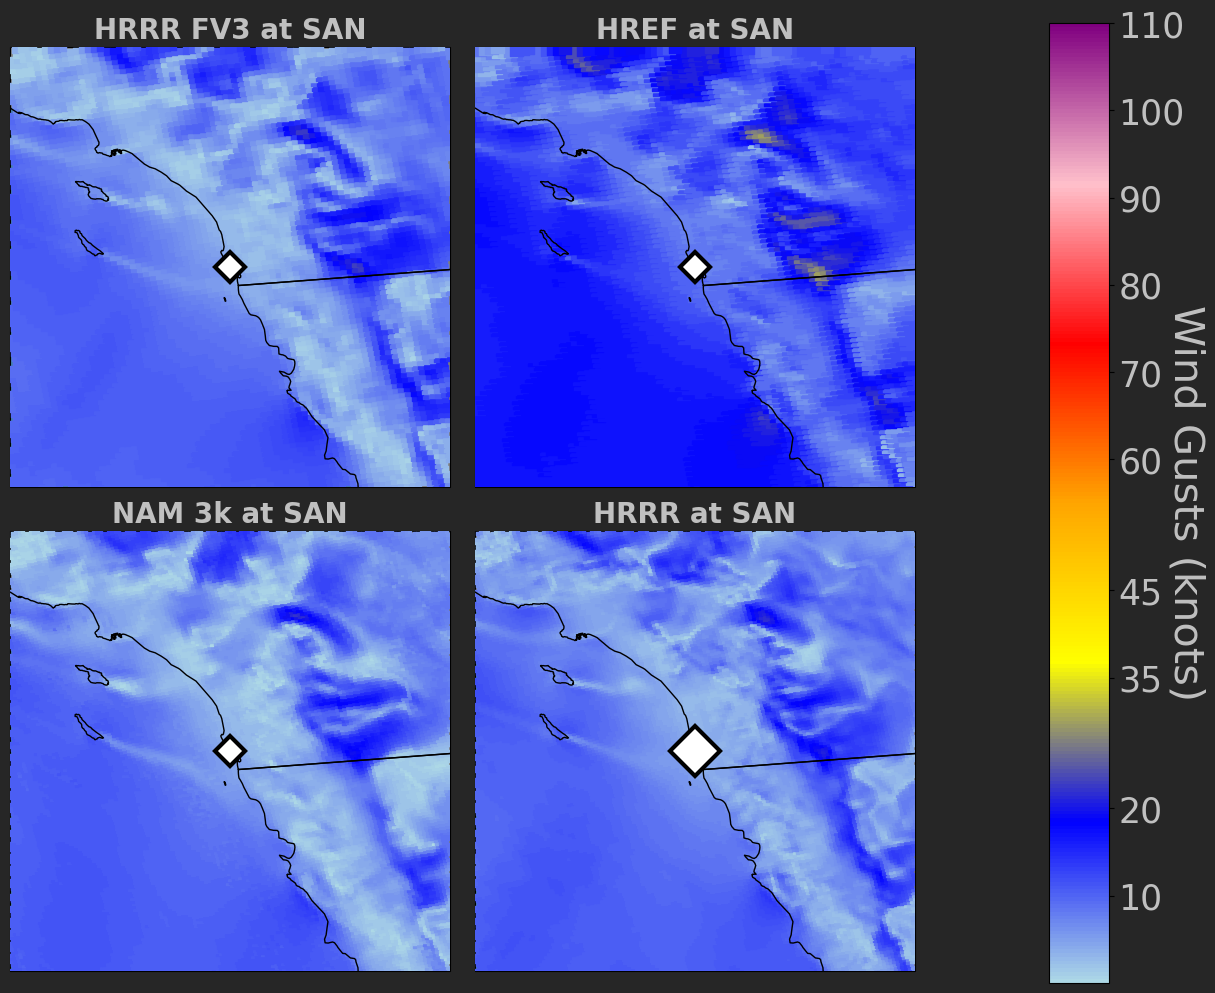 HRRR FV3 at SAN
HREF at SAN
NAM 3k at SAN
HRRR at SAN
110
100
90
80
70
60
45
35
20
10
Wind Gusts (knots)